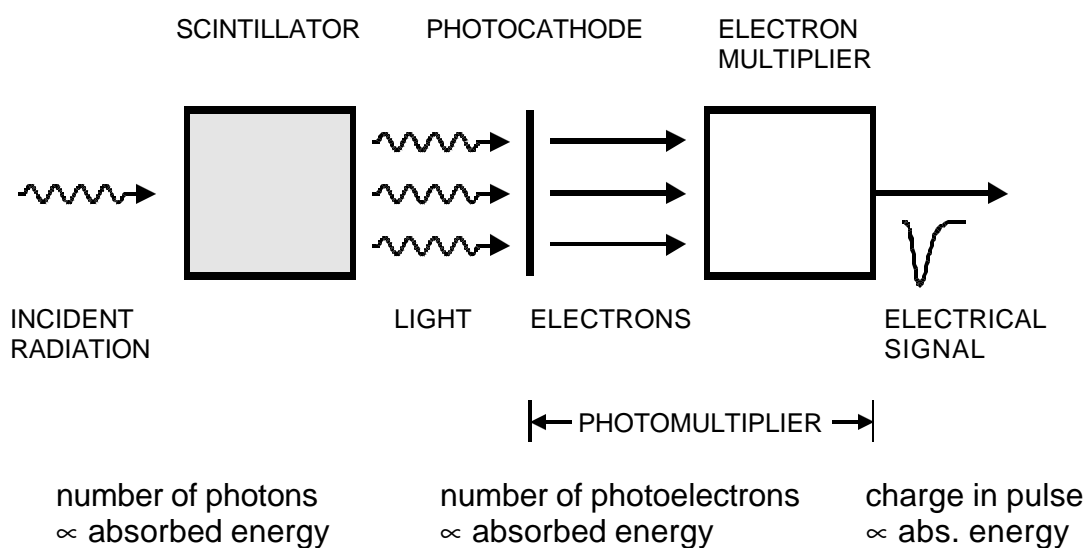 SCINTILLATOR
PHOTOCATHODE
ELECTRON
MULTIPLIER
INCIDENT
RADIATION
LIGHT
ELECTRONS
ELECTRICAL
SIGNAL
PHOTOMULTIPLIER
number of photons
∝ absorbed energy
number of photoelectrons
∝ absorbed energy
charge in pulse
∝ abs. energy